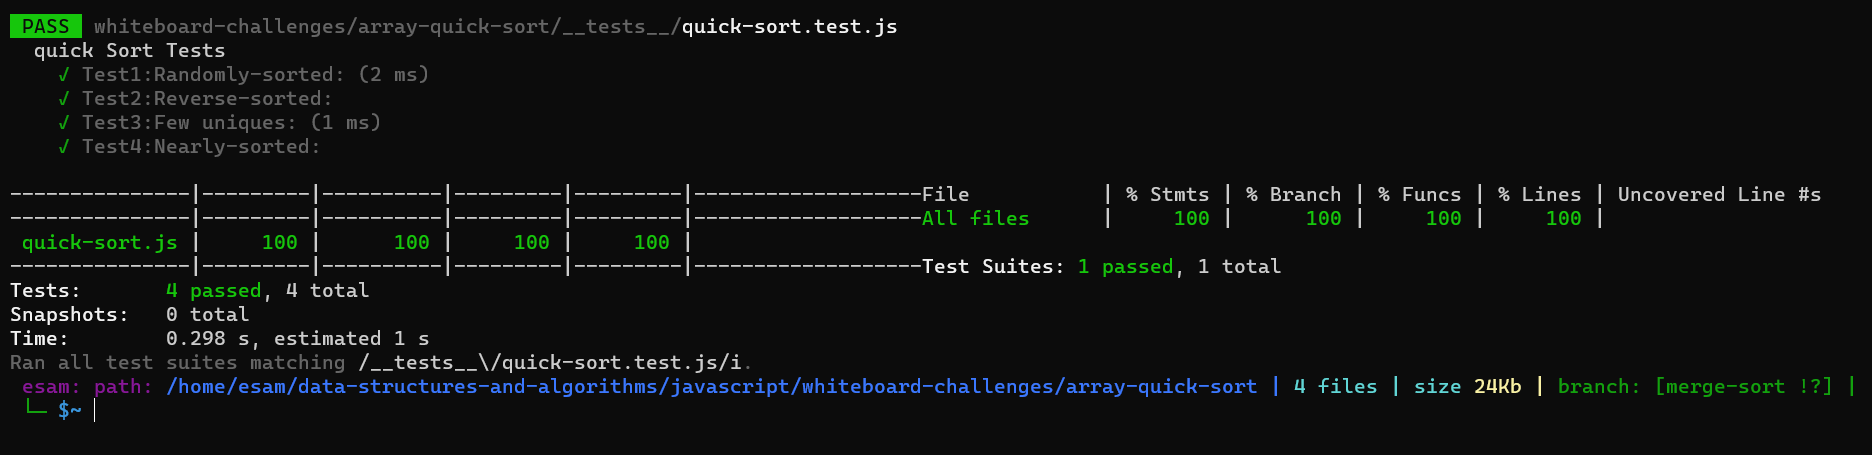 PASS whiteboard-challenges/array-quick-sort/__tests__/quick-sort.test.js
quick Sort Tests
√ Test1:Randomly-sorted: (2 ms)
√ Test2:Reverse-sorted:
√ Test3:Few uniques: (1 ms)
√ Test4:Nearly-sorted:
---------------|---------|----------|---------|---------|-------------------File           | % Stmts | % Branch | % Funcs | % Lines | Uncovered Line #s
---------------|---------|----------|---------|---------|-------------------All files      |     100 |      100 |     100 |     100 |
 quick-sort.js |     100 |      100 |     100 |     100 |
---------------|---------|----------|---------|---------|-------------------Test Suites: 1 passed, 1 total
Tests:       4 passed, 4 total
Snapshots:   0 total
Time:        0.298 s, estimated 1 s
Ran all test suites matching /__tests__\/quick-sort.test.js/i.
esam: path: /home/esam/data-structures-and-algorithms/javascript/whiteboard-challenges/array-quick-sort | 4 files | size 24Kb | branch: [merge-sort !?] |
└─ $~